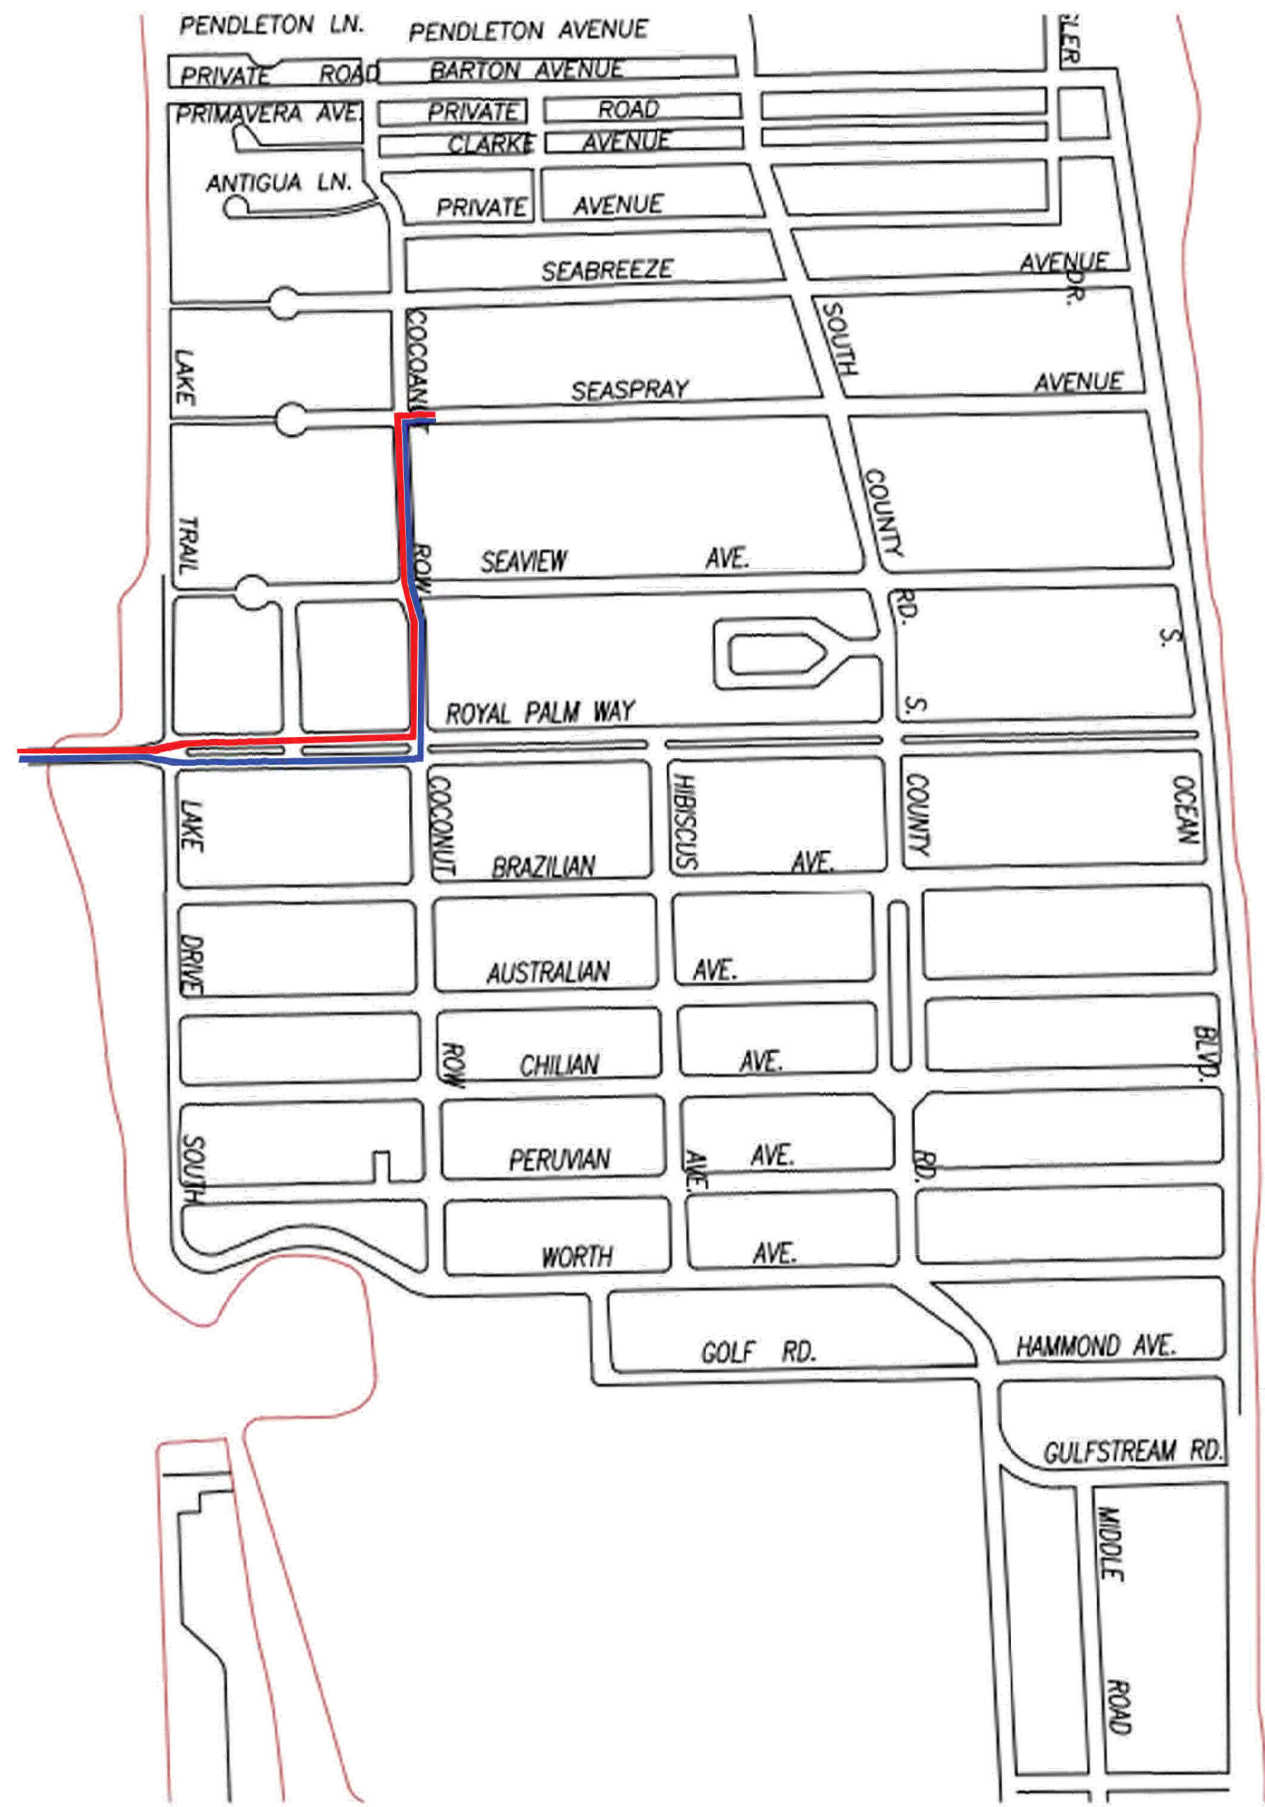 PENDLETON LN. PENDLETON AVENUE
PRIVATE ROAD BARTON AVENUE
PRIMAVERA AVE. PRIVATE ROAD
CLARKE AVENUE
ANTIGUA LN.
PRIVATE AVENUE
SEABREEZE AVENUE
DR.
SOUTH
LAKE
SEASPRAY AVENUE
COUNTY
TRAIL
ROW
SEAVIEW AVE.
RD.
S.
ROYAL PALM WAY
S.
LAKE
COCONUT
HIBISCUS
COUNTY
OCEAN
BRAZILIAN AVE.
DRIVE
AUSTRALIAN AVE.
ROW
CHILIAN AVE.
BLVD.
SOUTH
PERUVIAN AVE.
AVE.
RD.
WORTH AVE.
GOLF RD. HAMMOND AVE.
GULFSTREAM RD.
MIDDLE
ROAD